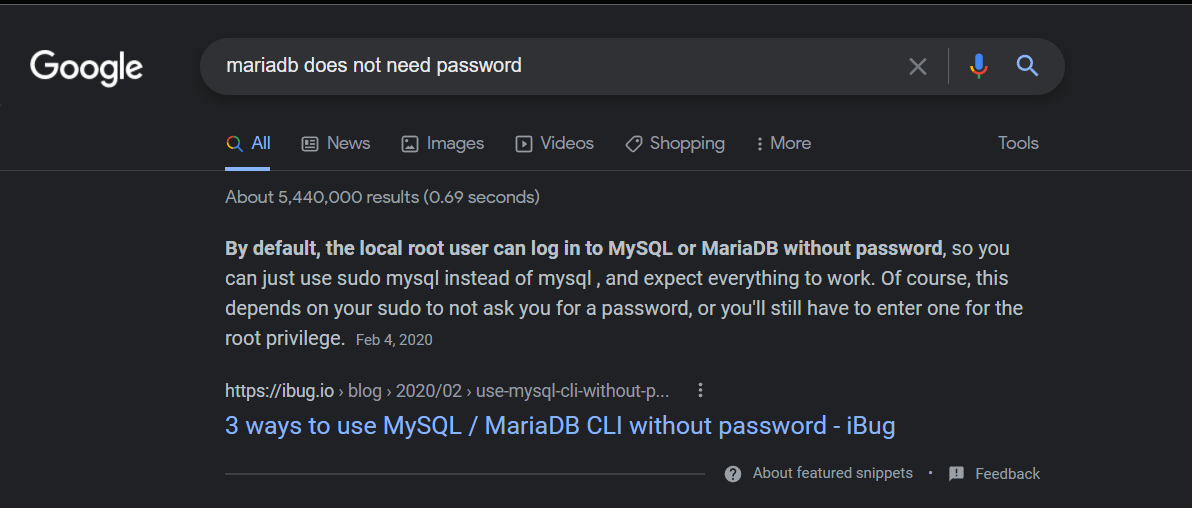 Google
mariadb does not need password
All News Images Videos Shopping More Tools
About 5,440,000 results (0.69 seconds)
By default, the local root user can log in to MySQL or MariaDB without password, so you
can just use sudo mysql instead of mysql , and expect everything to work. Of course, this
depends on your sudo to not ask you for a password, or you'll still have to enter one for the
root privilege. Feb 4, 2020
https://ibug.io › blog › 2020/02 › use-mysql-cli-without-p...
3 ways to use MySQL / MariaDB CLI without password - iBug
About featured snippets • Feedback